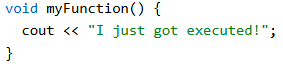 void myFunction() {
  cout << "I just got executed!";
}